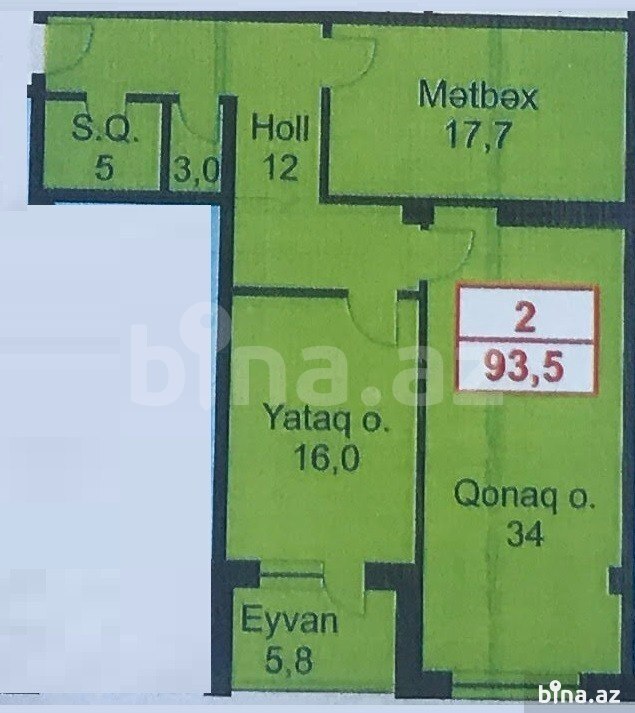 Mətbəx
17,7
S.Q.
5
3,0
Holl
12
2
93,5
bina.az
Yataq o.
16,0
Qonaq o.
34
Eyvan
5,8
bina.az